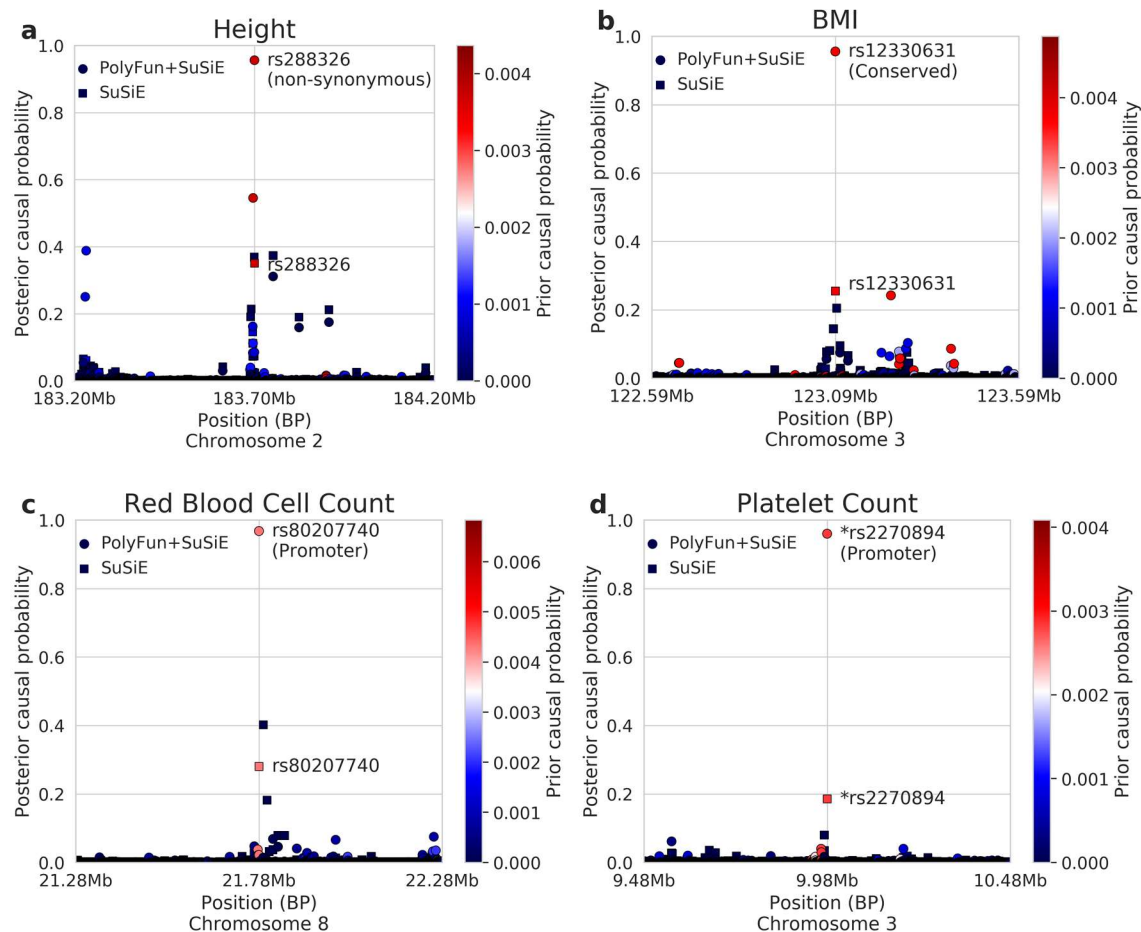 a
Height
1.0
0.8
0.6
0.4
0.2
0.0
Posterior causal probability
PolyFun+SuSiE
SuSiE
rs288326
(non-synonymous)
rs288326
183.20Mb
183.70Mb
184.20Mb
Position (BP)
Chromosome 2
0.004
0.003
0.002
0.001
0.000
Prior causal probability
b
BMI
1.0
0.8
0.6
0.4
0.2
0.0
Posterior causal probability
PolyFun+SuSiE
SuSiE
rs12330631
(Conserved)
rs12330631
122.59Mb
123.09Mb
123.59Mb
Position (BP)
Chromosome 3
0.004
0.003
0.002
0.001
0.000
Prior causal probability
c
Red Blood Cell Count
1.0
0.8
0.6
0.4
0.2
0.0
Posterior causal probability
PolyFun+SuSiE
SuSiE
rs80207740
(Promoter)
rs80207740
21.28Mb
21.78Mb
22.28Mb
Position (BP)
Chromosome 8
0.006
0.005
0.004
0.003
0.002
0.001
0.000
Prior causal probability
d
Platelet Count
1.0
0.8
0.6
0.4
0.2
0.0
Posterior causal probability
PolyFun+SuSiE
SuSiE
*rs2270894
(Promoter)
*rs2270894
9.48Mb
9.98Mb
10.48Mb
Position (BP)
Chromosome 3
0.004
0.003
0.002
0.001
0.000
Prior causal probability